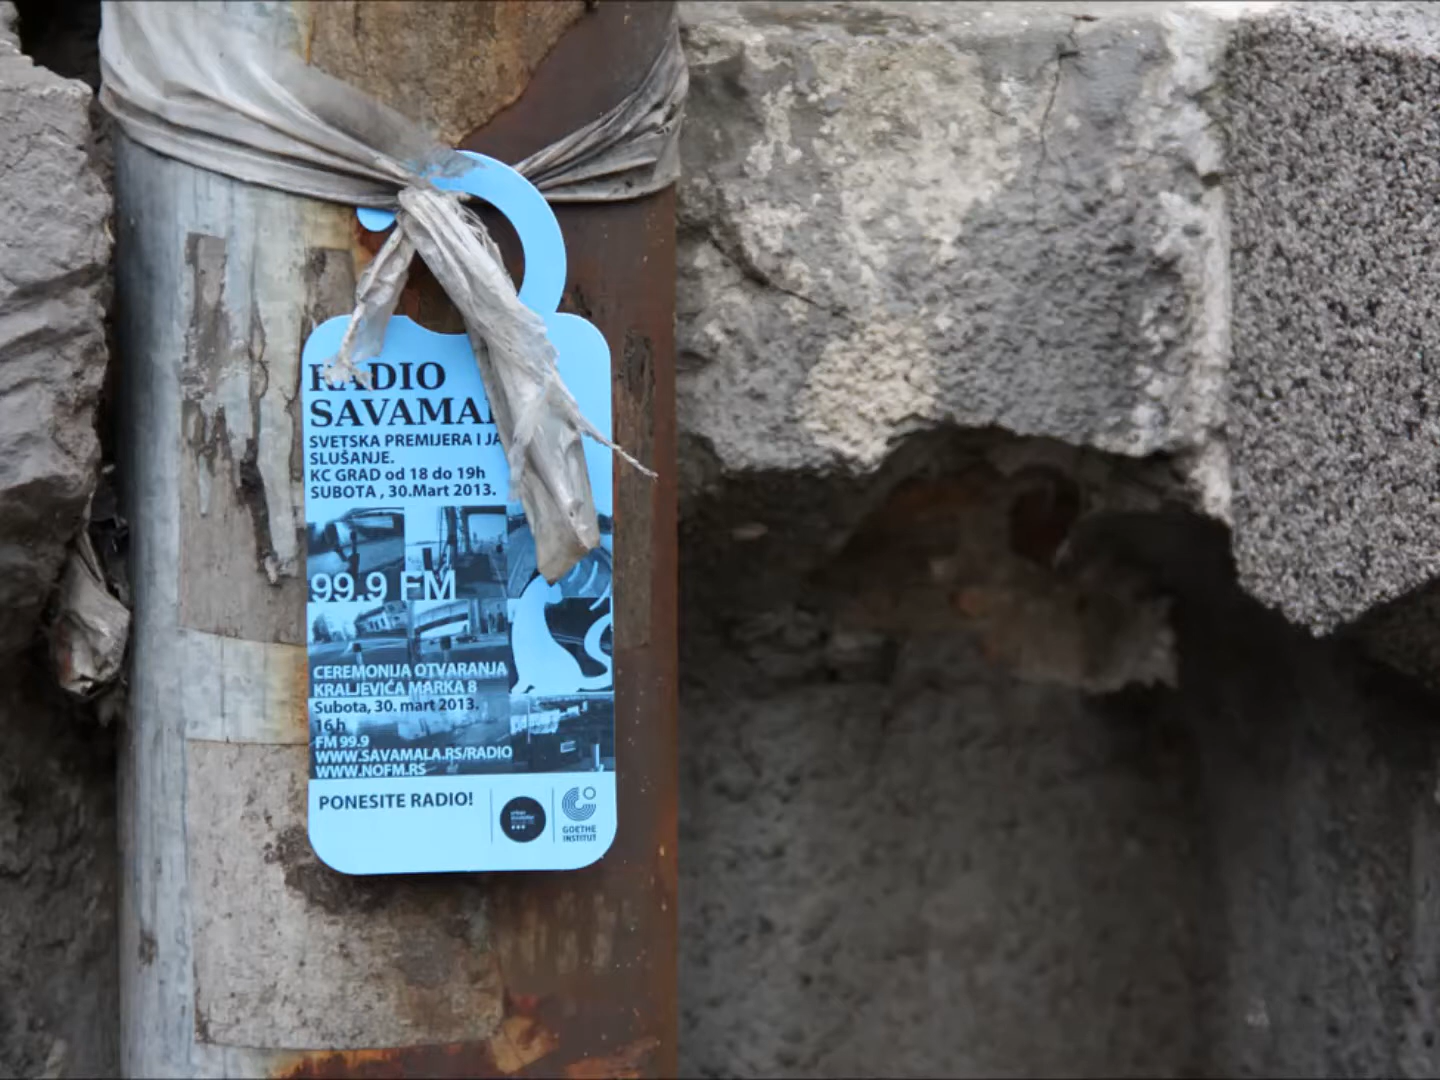 RADIO
SAVAMAL
SVETSKA PREMIJERA I JA
SLUŠANJE.
KC GRAD od 18 do 19h
SUBOTA , 30.Mart 2013.
99.9 FM
CEREMONIJA OTVARANJA
KRALJEVIĆA MARKA 8
Subota, 30. mart 2013.
16 h
FM 99.9
WWW.SAVAMALA.RS/RADIO
WWW.NOFM.RS
PONESITE RADIO!
GOETHE
INSTITUT